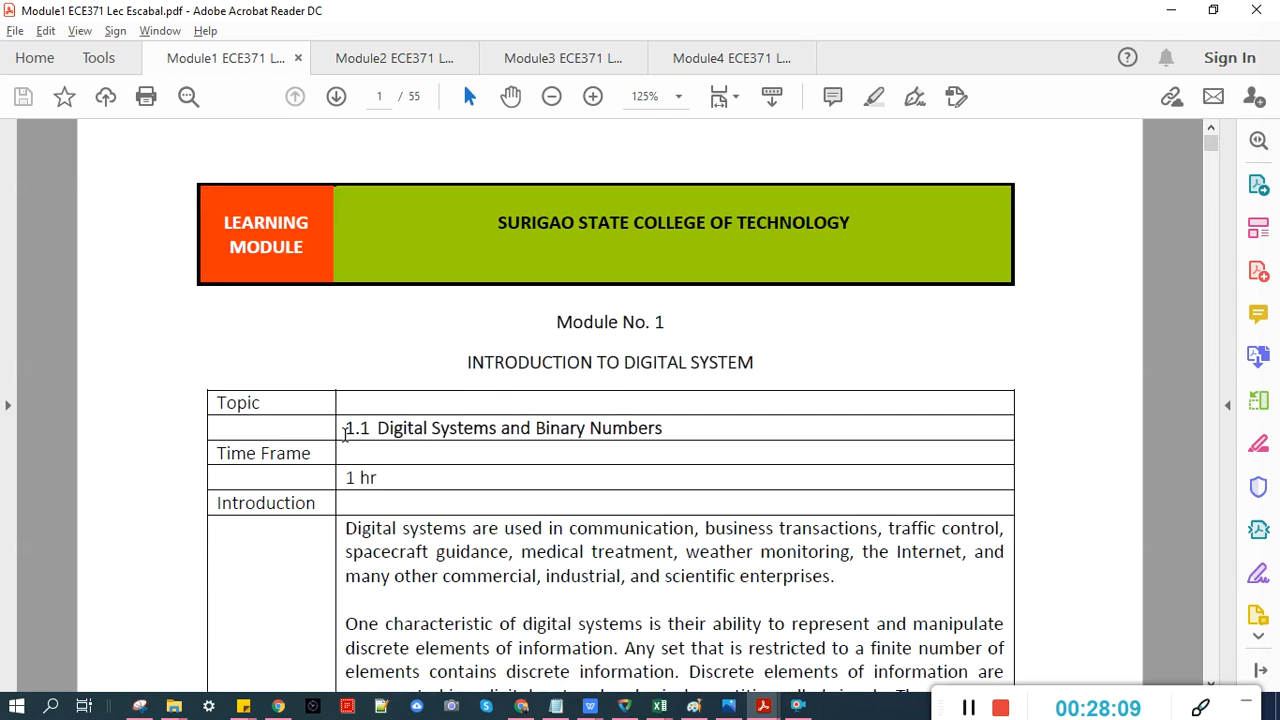 Module1 ECE371 Lec Escabal.pdf - Adobe Acrobat Reader DC
File Edit View Sign Window Help
Home Tools Module1 ECE371 L... × Module2 ECE371 L... Module3 ECE371 L... Module4 ECE371 L... Sign In
1 / 55 125%
LEARNING
MODULE
SURIGAO STATE COLLEGE OF TECHNOLOGY
Module No. 1
INTRODUCTION TO DIGITAL SYSTEM
Topic
1.1 Digital Systems and Binary Numbers
Time Frame
1 hr
Introduction
Digital systems are used in communication, business transactions, traffic control,
spacecraft guidance, medical treatment, weather monitoring, the Internet, and
many other commercial, industrial, and scientific enterprises.
One characteristic of digital systems is their ability to represent and manipulate
discrete elements of information. Any set that is restricted to a finite number of
elements contains discrete information. Discrete elements of information are
00:28:09